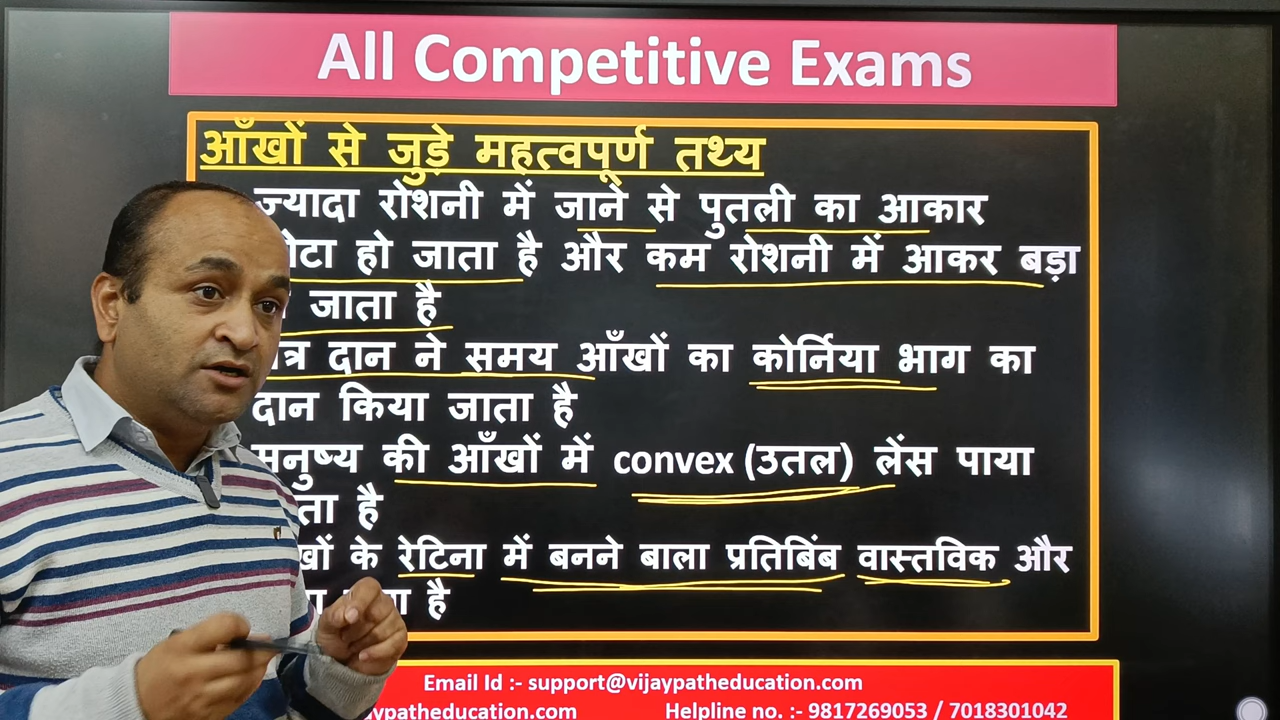 All Competitive Exams
आँखों से जुड़े महत्वपूर्ण तथ्य
ज्यादा रोशनी में जाने से पुतली का आकार
हो जाता है और कम रोशनी में आकर बड़ा
जाता है
दान ने समय आँखों का कोर्निया भाग का
दान किया जाता है
मनुष्य की आँखों में convex (उतल) लेंस पाया
है
के रेटिना में बनने बाला प्रतिबिंब वास्तविक और
है
Email Id :- support@vijaypatheducation.com
Helpline no. :- 9817269053 / 7018301042